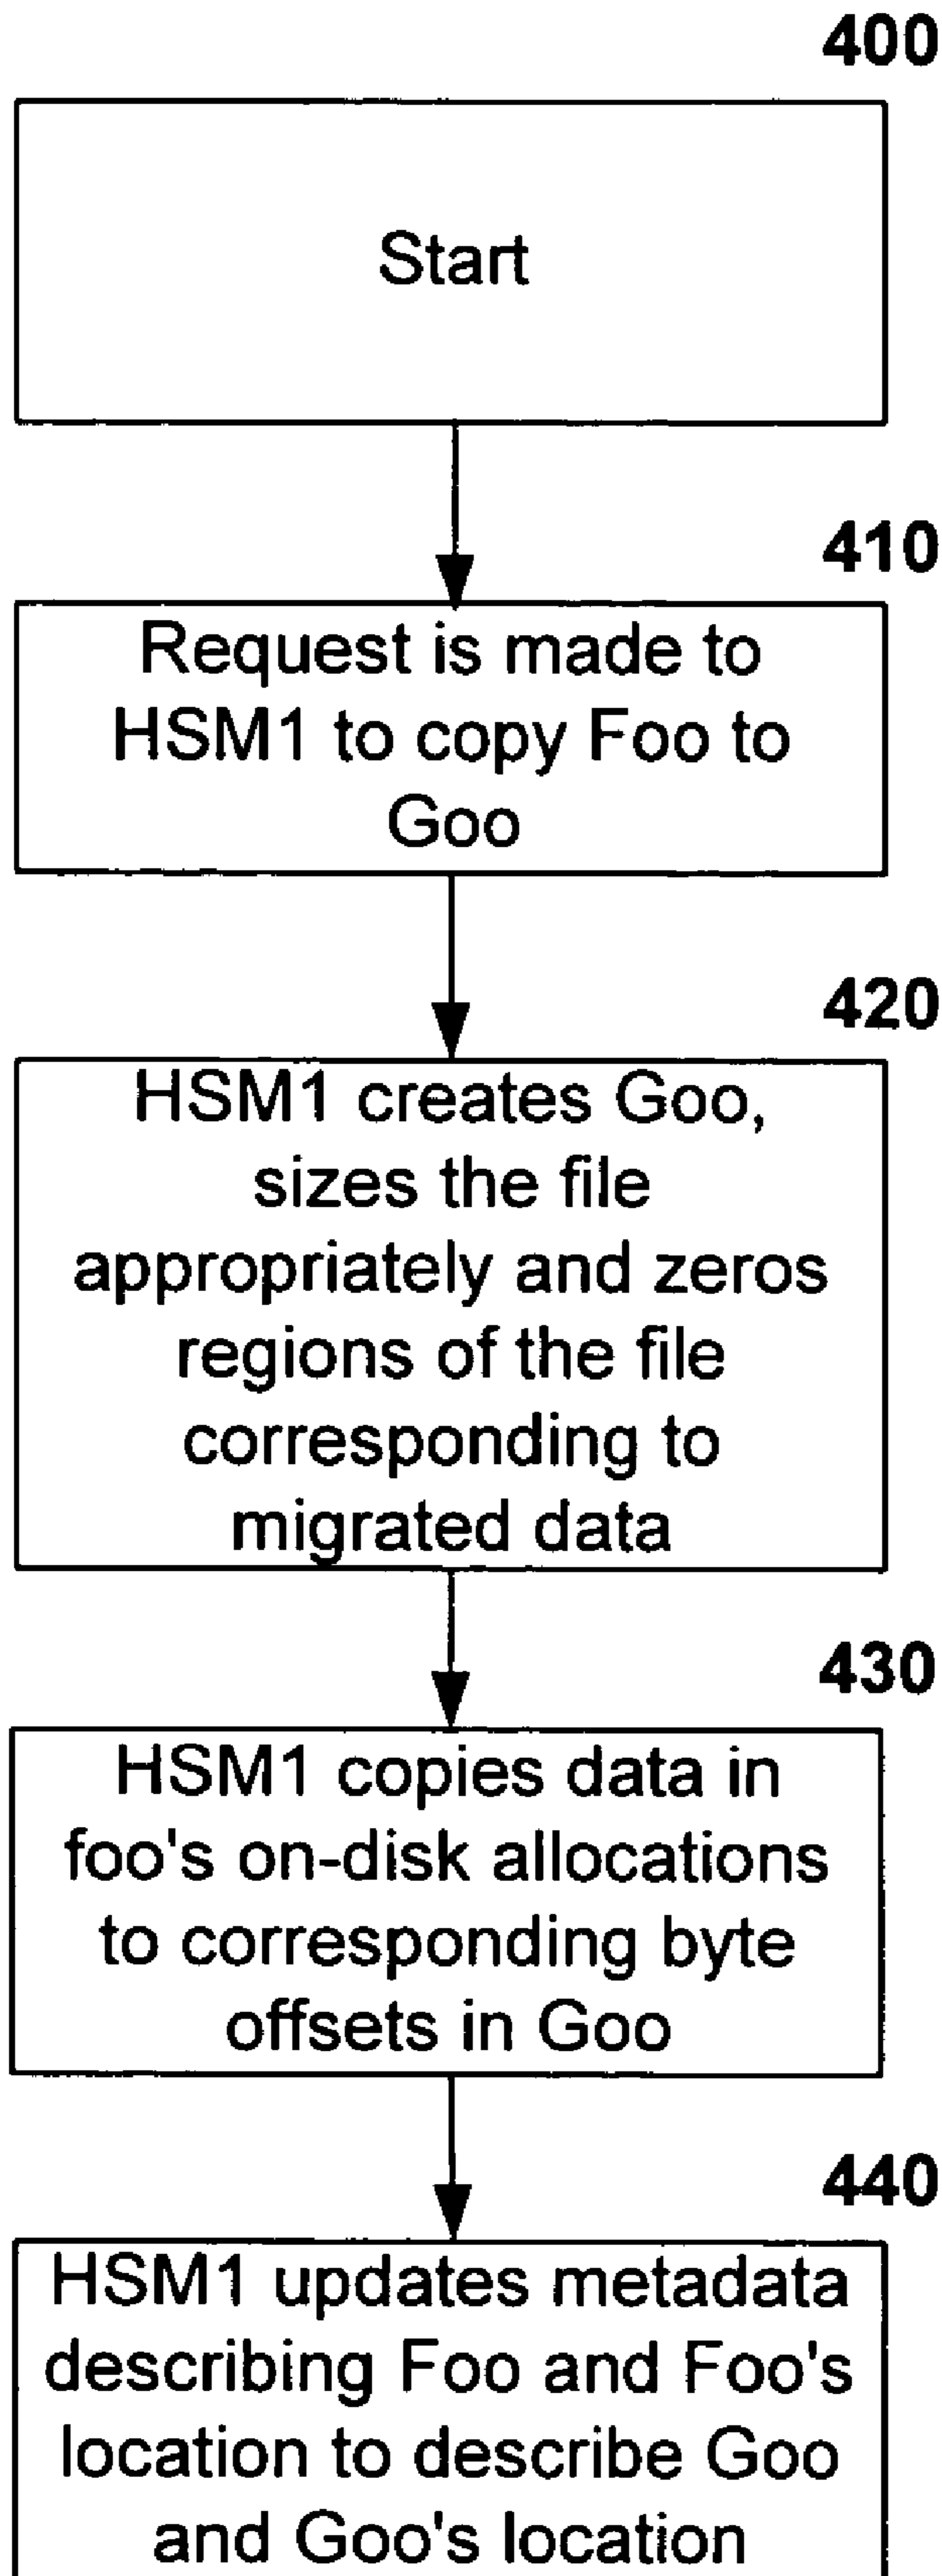 400
Start
410
Request is made to
HSM1 to copy Foo to
Goo
420
HSM1 creates Goo,
sizes the file
appropriately and zeros
regions of the file
corresponding to
migrated data
430
HSM1 copies data in
foo's on-disk allocations
to corresponding byte
offsets in Goo
440
HSM1 updates metadata
describing Foo and Foo's
location to describe Goo
and Goo's location